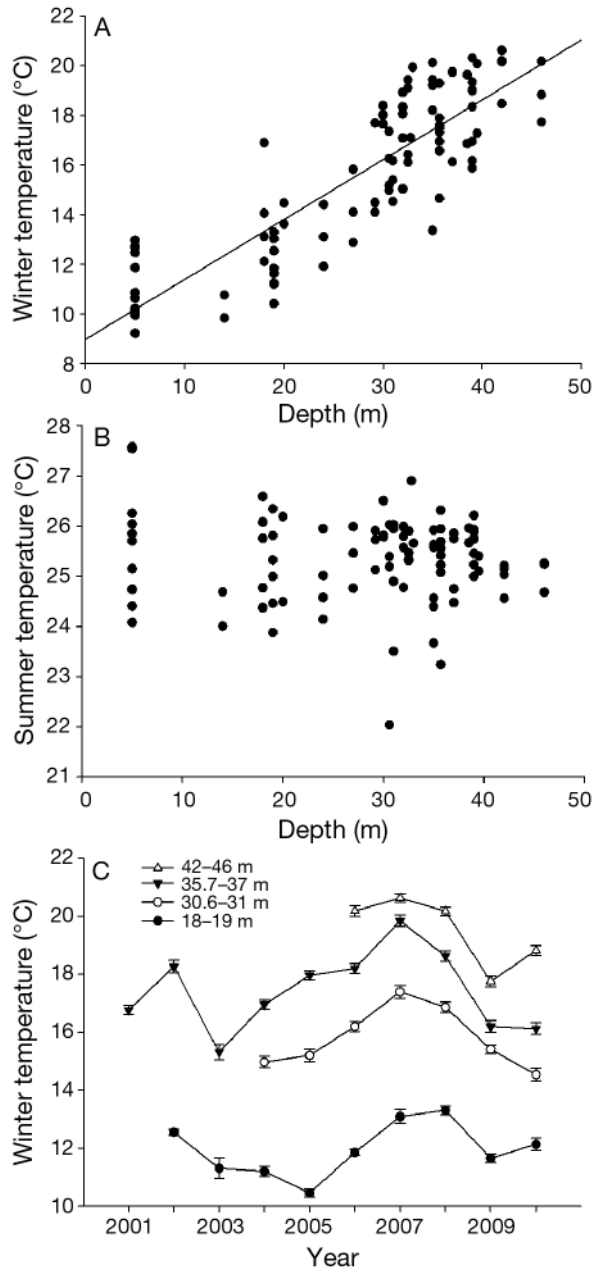 A
Winter temperature (°C)
22
20
18
16
14
12
10
8
0 10 20 30 40 50
Depth (m)
B
Summer temperature (°C)
28
27
26
25
24
23
22
21
0 10 20 30 40 50
Depth (m)
C
42–46 m
35.7–37 m
30.6–31 m
18–19 m
Winter temperature (°C)
22
20
18
16
14
12
10
2001 2003 2005 2007 2009
Year